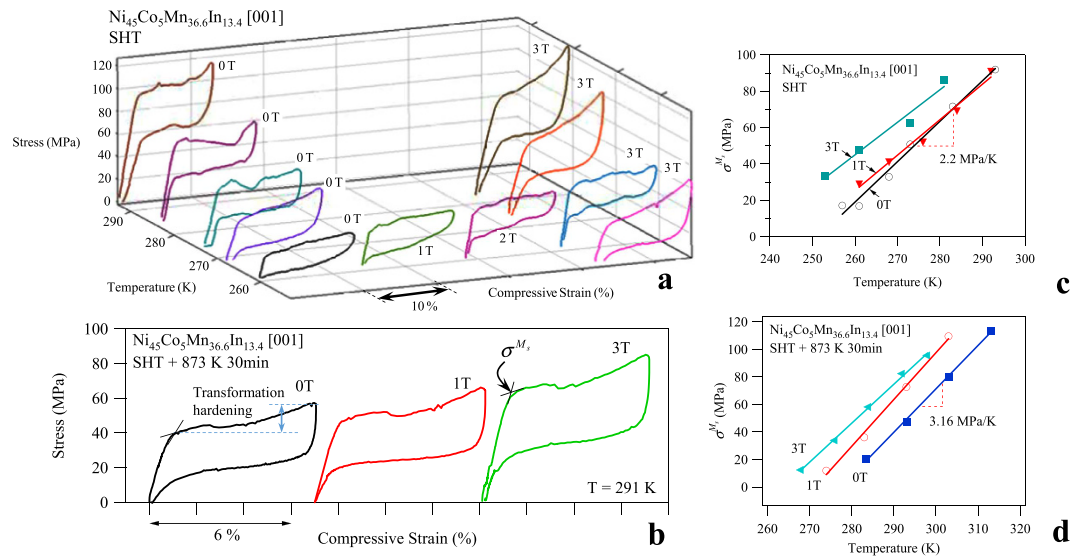 Ni45Co5Mn36.6In13.4 [001]
SHT
120
100
80
60
40
20
0
Stress (MPa)
0 T
0 T
0 T
0 T
0 T
1 T
2 T
3 T
3 T
3 T
3 T
290
280
270
260
Temperature (K)
10 %
Compressive Strain (%)
a
Ni45Co5Mn36.6In13.4 [001]
SHT + 873 K 30min
100
80
60
40
20
0
Stress (MPa)
Transformation
hardening
0T
1T
σMs
3T
T = 291 K
6 %
Compressive Strain (%)
b
100
80
60
40
20
0
σMs (MPa)
Ni45Co5Mn36.6In13.4 [001]
SHT
3T
1T
0T
2.2 MPa/K
240
250
260
270
280
290
300
Temperature (K)
c
120
100
80
60
40
20
0
σMs (MPa)
Ni45Co5Mn36.6In13.4 [001]
SHT + 873 K 30min
3T
1T
0T
3.16 MPa/K
260
270
280
290
300
310
320
Temperature (K)
d